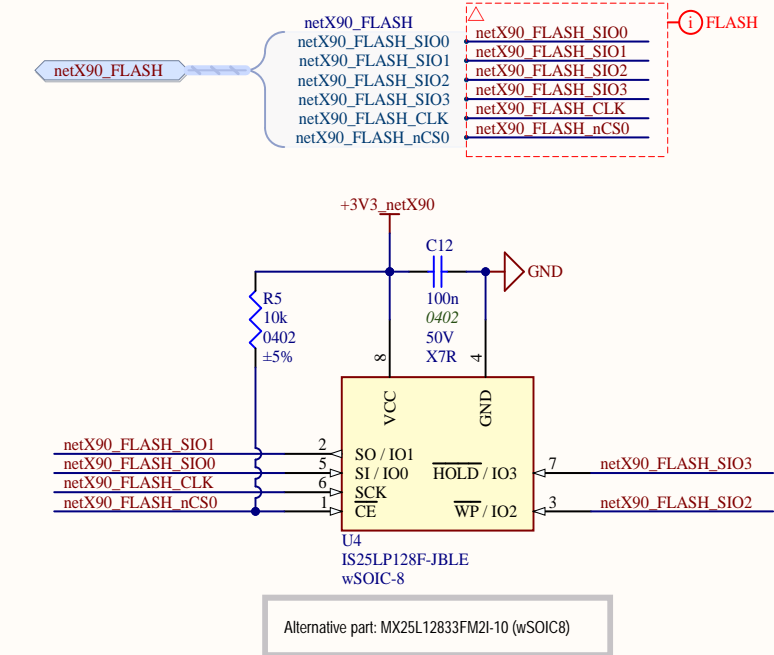 netX90_FLASH
netX90_FLASH
netX90_FLASH_SIO0
netX90_FLASH_SIO1
netX90_FLASH_SIO2
netX90_FLASH_SIO3
netX90_FLASH_CLK
netX90_FLASH_nCS0
netX90_FLASH_SIO0
netX90_FLASH_SIO1
netX90_FLASH_SIO2
netX90_FLASH_SIO3
netX90_FLASH_CLK
netX90_FLASH_nCS0
i FLASH
+3V3_netX90
C12
100n
0402
50V
X7R
GND
R5
10k
0402
±5%
8
4
VCC
GND
netX90_FLASH_SIO1 2 SO / IO1
netX90_FLASH_SIO0 5 SI / IO0
netX90_FLASH_CLK 6 SCK
netX90_FLASH_nCS0 1 CE
HOLD / IO3 7 netX90_FLASH_SIO3
WP / IO2 3 netX90_FLASH_SIO2
U4
IS25LP128F-JBLE
wSOIC-8
Alternative part: MX25L12833FM2I-10 (wSOIC8)